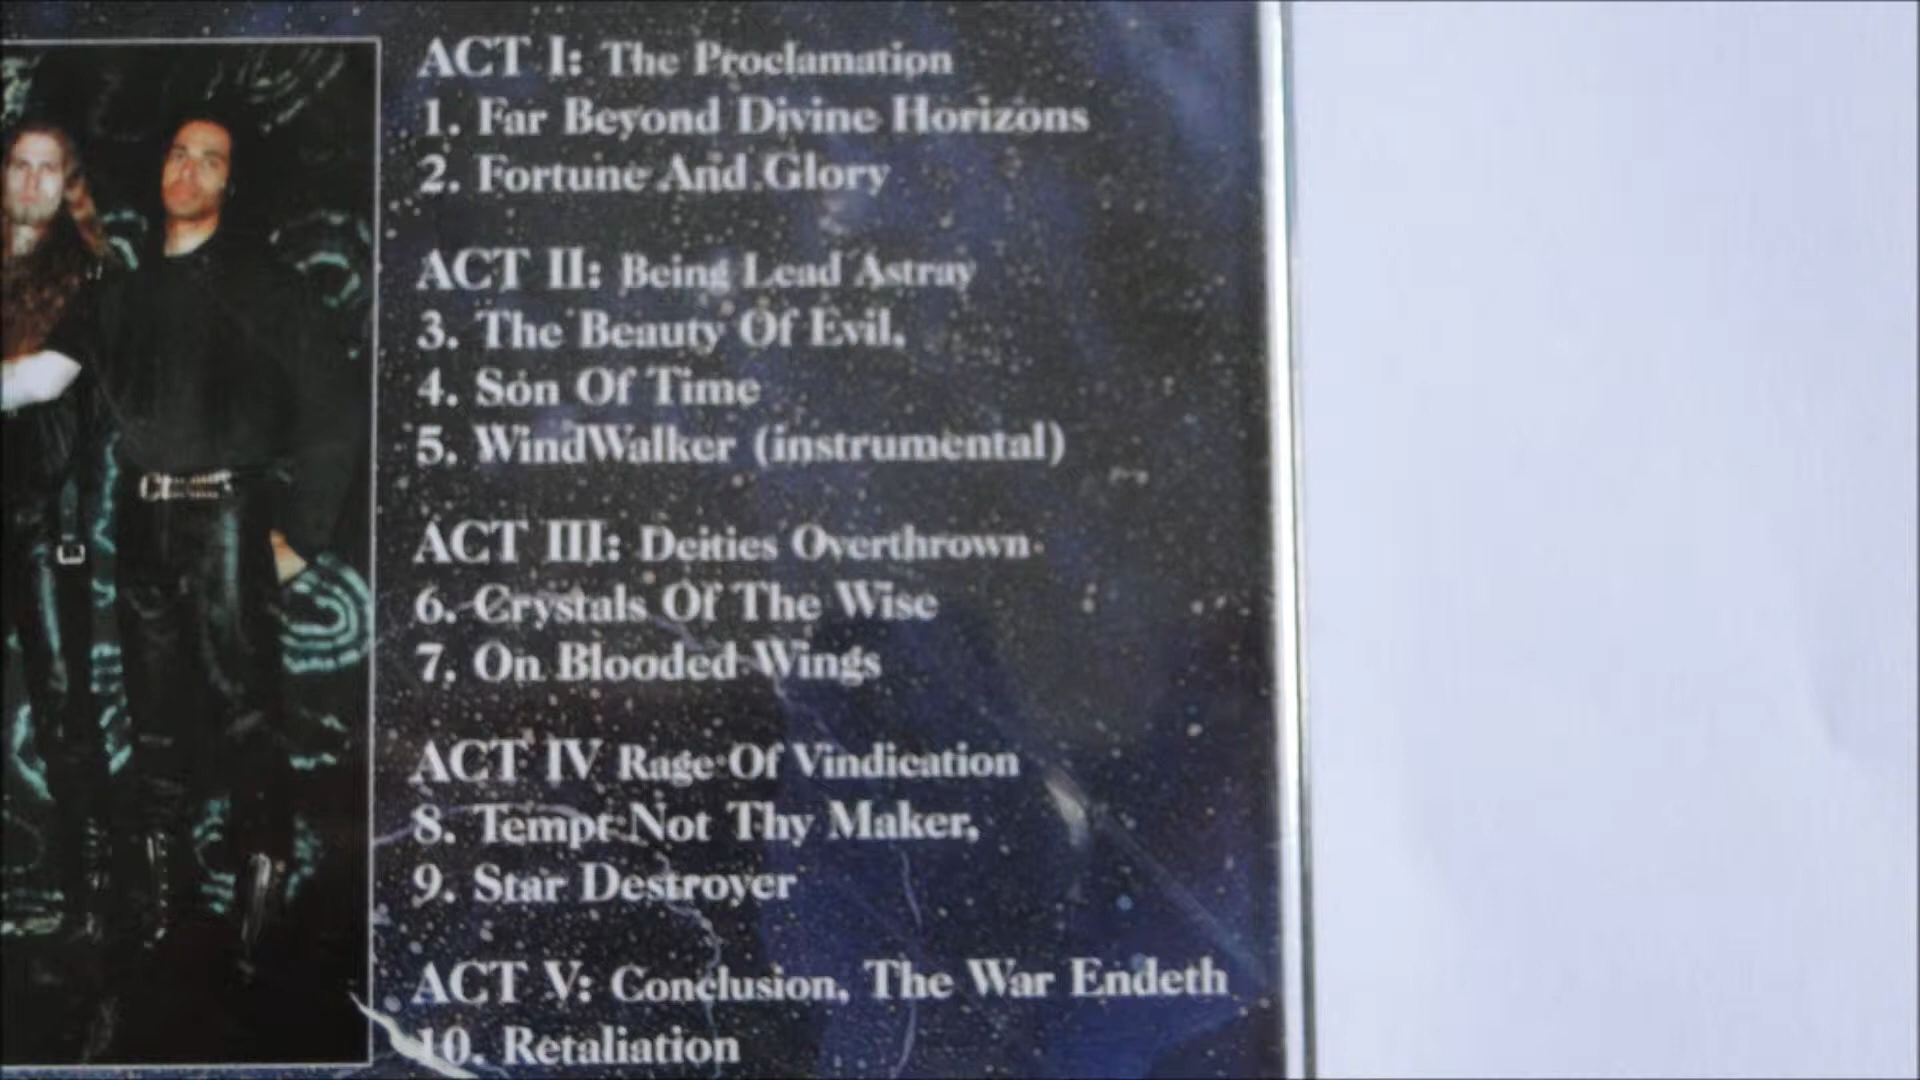 ACT I: The Proclamation
1. Far Beyond Divine Horizons
2. Fortune And Glory
ACT II: Being Lead Astray
3. The Beauty Of Evil,
4. Son Of Time
5. WindWalker (instrumental)
ACT III: Deities Overthrown
6. Crystals Of The Wise
7. On Blooded Wings
ACT IV Rage Of Vindication
8. Tempt Not Thy Maker,
9. Star Destroyer
ACT V: Conclusion, The War Endeth
10. Retaliation